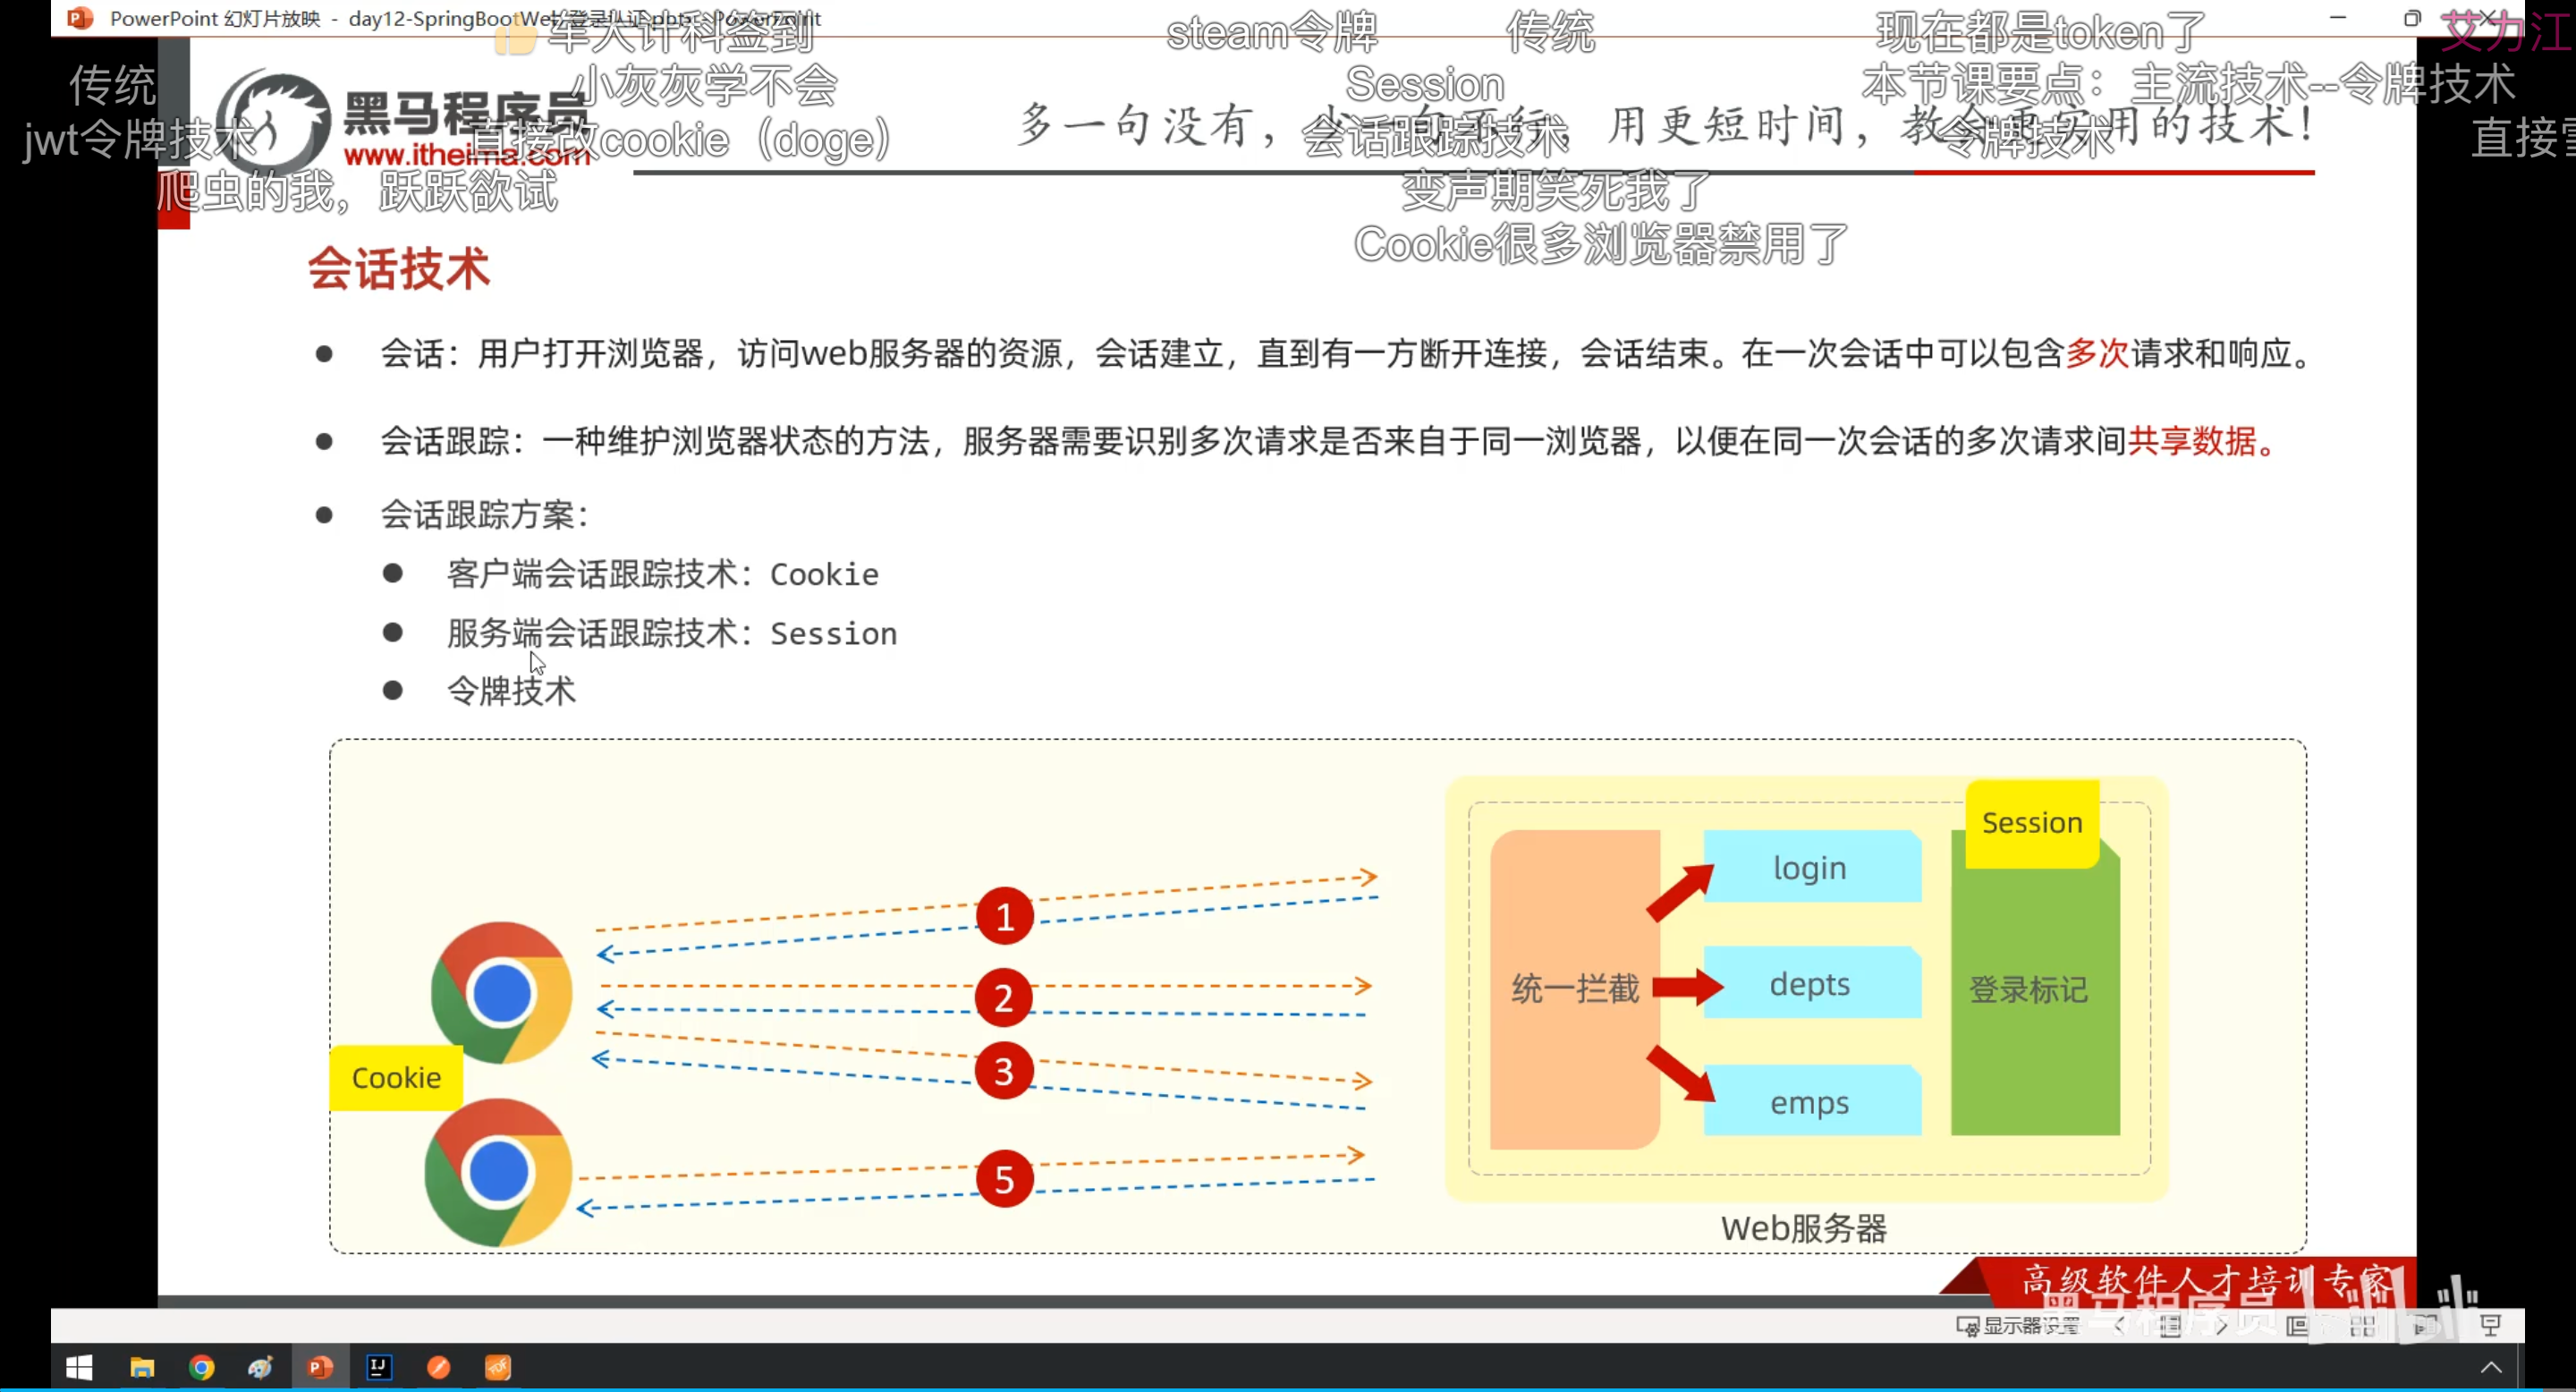 PowerPoint 幻灯片放映 - day12-SpringBootWeb 登录认证.pptx - PowerPoint
车大计科签到
steam令牌
传统
现在都是token了
艾力江
传统
小灰灰学不会
Session
本节课要点：主流技术--令牌技术
jwt令牌技术
直接改cookie（doge）
会话跟踪技术
令牌技术
直接
爬虫的我，跃跃欲试
变声期笑死我了
Cookie很多浏览器禁用了
黑马程序员
www.itheima.com
多一句没有，少一句不行，用更短时间，教会更实用的技术！
会话技术
● 会话：用户打开浏览器，访问web服务器的资源，会话建立，直到有一方断开连接，会话结束。在一次会话中可以包含多次请求和响应。
● 会话跟踪：一种维护浏览器状态的方法，服务器需要识别多次请求是否来自于同一浏览器，以便在同一次会话的多次请求间共享数据。
● 会话跟踪方案：
● 客户端会话跟踪技术：Cookie
● 服务端会话跟踪技术：Session
● 令牌技术
Session
login
1
统一拦截
depts
登录标记
2
3
Cookie
emps
5
Web服务器
高级软件人才培训专家
黑马程序员
显示器设置